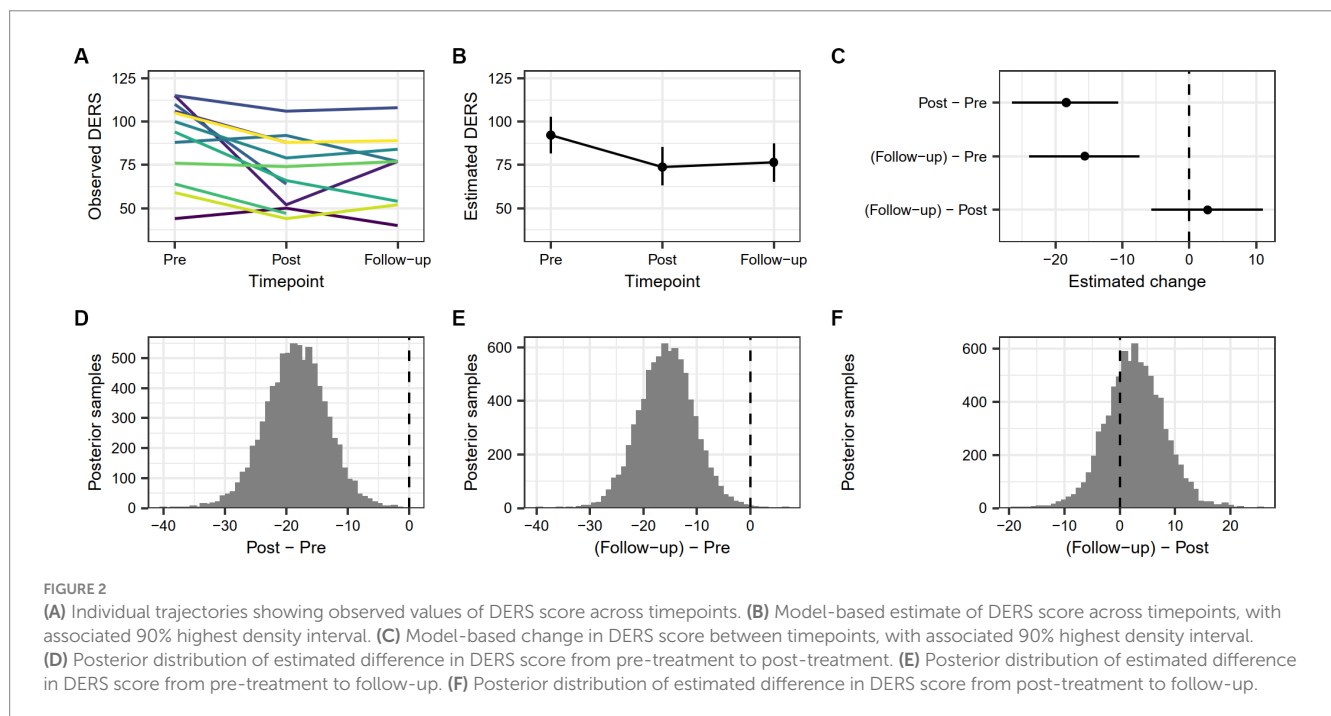 A
B
C
125
100
75
50
Observed DERS
Pre
Post
Follow−up
Timepoint
125
100
75
50
Estimated DERS
Pre
Post
Follow−up
Timepoint
Post − Pre
(Follow−up) − Pre
(Follow−up) − Post
−20
−10
0
10
Estimated change
D
E
F
500
400
300
200
100
0
Posterior samples
−40
−30
−20
−10
0
Post − Pre
600
400
200
0
Posterior samples
−40
−30
−20
−10
0
(Follow−up) − Pre
600
400
200
0
Posterior samples
−20
−10
0
10
20
(Follow−up) − Post
FIGURE 2
(A) Individual trajectories showing observed values of DERS score across timepoints. (B) Model-based estimate of DERS score across timepoints, with
associated 90% highest density interval. (C) Model-based change in DERS score between timepoints, with associated 90% highest density interval.
(D) Posterior distribution of estimated difference in DERS score from pre-treatment to post-treatment. (E) Posterior distribution of estimated difference
in DERS score from pre-treatment to follow-up. (F) Posterior distribution of estimated difference in DERS score from post-treatment to follow-up.